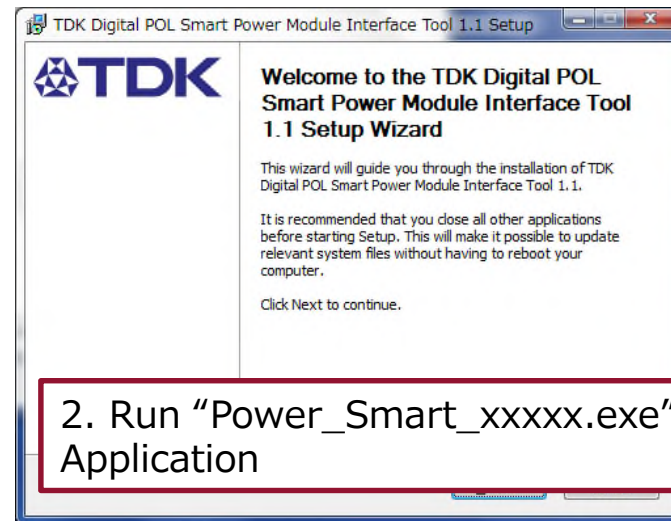 TDK Digital POL Smart Power Module Interface Tool 1.1 Setup
TDK
Welcome to the TDK Digital POL
Smart Power Module Interface Tool
1.1 Setup Wizard
This wizard will guide you through the installation of TDK
Digital POL Smart Power Module Interface Tool 1.1.
It is recommended that you close all other applications
before starting Setup. This will make it possible to update
relevant system files without having to reboot your
computer.
Click Next to continue.
2. Run “Power_Smart_xxxxx.exe”
Application